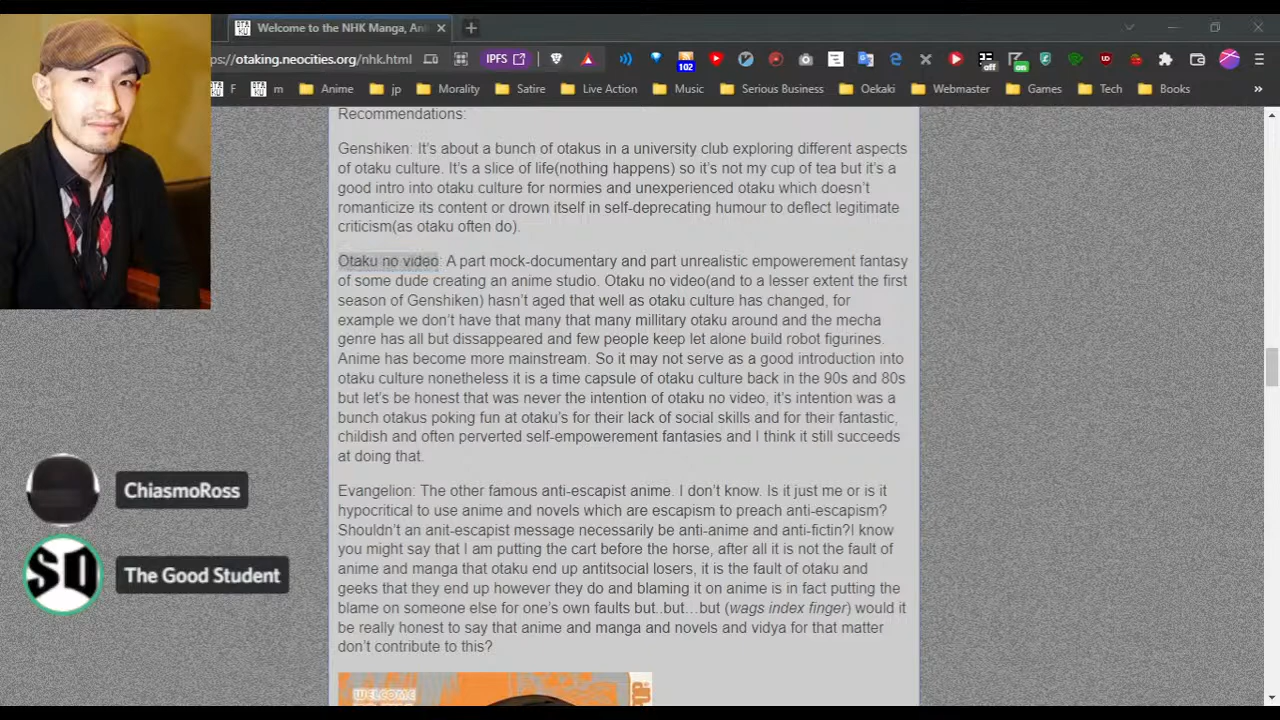 Welcome to the NHK Manga, An
ps://otaking.neocities.org/nhk.html
IPFS
102
off
on
F
m
Anime
jp
Morality
Satire
Live Action
Music
Serious Business
Oekaki
Webmaster
Games
Tech
Books
»
Recommendations:
Genshiken: It's about a bunch of otakus in a university club exploring different aspects
of otaku culture. It's a slice of life(nothing happens) so it's not my cup of tea but it's a
good intro into otaku culture for normies and unexperienced otaku which doesn't
romanticize its content or drown itself in self-deprecating humour to deflect legitimate
criticism(as otaku often do).
Otaku no video: A part mock-documentary and part unrealistic empowerement fantasy
of some dude creating an anime studio. Otaku no video(and to a lesser extent the first
season of Genshiken) hasn't aged that well as otaku culture has changed, for
example we don't have that many that many millitary otaku around and the mecha
genre has all but dissappeared and few people keep let alone build robot figurines.
Anime has become more mainstream. So it may not serve as a good introduction into
otaku culture nonetheless it is a time capsule of otaku culture back in the 90s and 80s
but let's be honest that was never the intention of otaku no video, it's intention was a
bunch otakus poking fun at otaku's for their lack of social skills and for their fantastic,
childish and often perverted self-empowerement fantasies and I think it still succeeds
at doing that.
Evangelion: The other famous anti-escapist anime. I don't know. Is it just me or is it
hypocritical to use anime and novels which are escapism to preach anti-escapism?
Shouldn't an anit-escapist message necessarily be anti-anime and anti-fictin?I know
you might say that I am putting the cart before the horse, after all it is not the fault of
anime and manga that otaku end up antitsocial losers, it is the fault of otaku and
geeks that they end up however they do and blaming it on anime is in fact putting the
blame on someone else for one's own faults but..but…but (wags index finger) would it
be really honest to say that anime and manga and novels and vidya for that matter
don't contribute to this?
WELCOME
ChiasmoRoss
SD
The Good Student